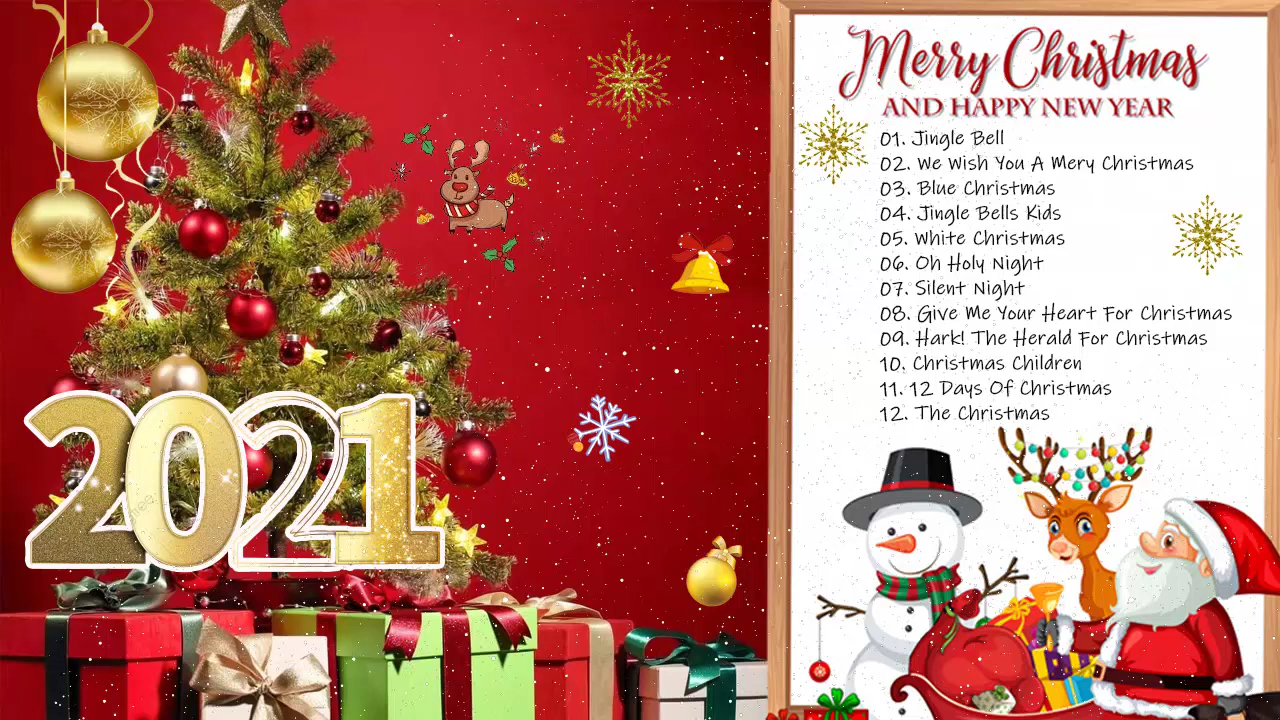 2021
Merry Christmas
AND HAPPY NEW YEAR
01. Jingle Bell
02. We Wish You A Mery Christmas
03. Blue Christmas
04. Jingle Bells Kids
05. White Christmas
06. Oh Holy Night
07. Silent Night
08. Give Me Your Heart For Christmas
09. Hark! The Herald For Christmas
10. Christmas Children
11. 12 Days Of Christmas
12. The Christmas